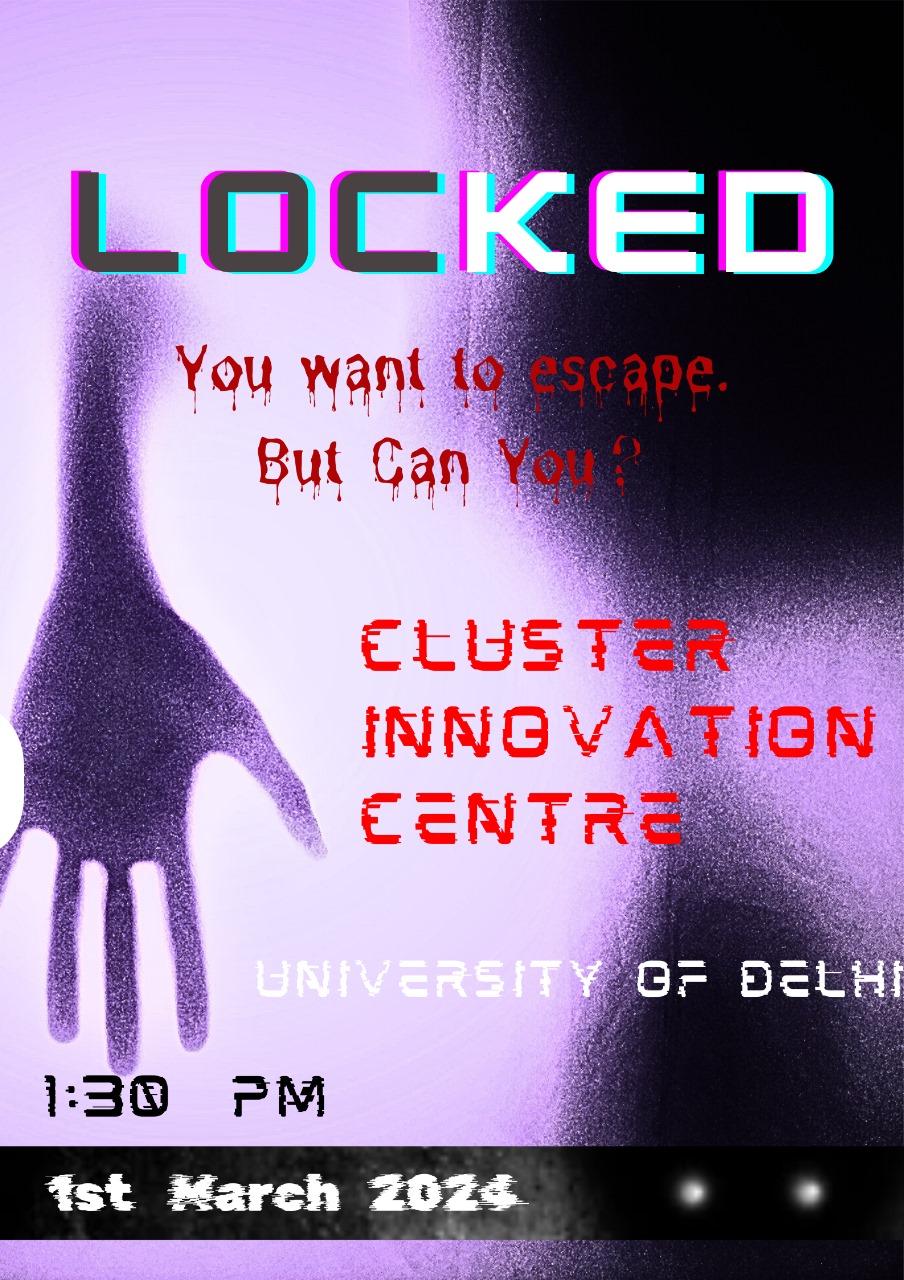 LOCKED
You want to escape.
But Can You?
CLUSTER
INNOVATION
CENTRE
UNIVERSITY OF DELHI
1:30 PM
1st March 2024